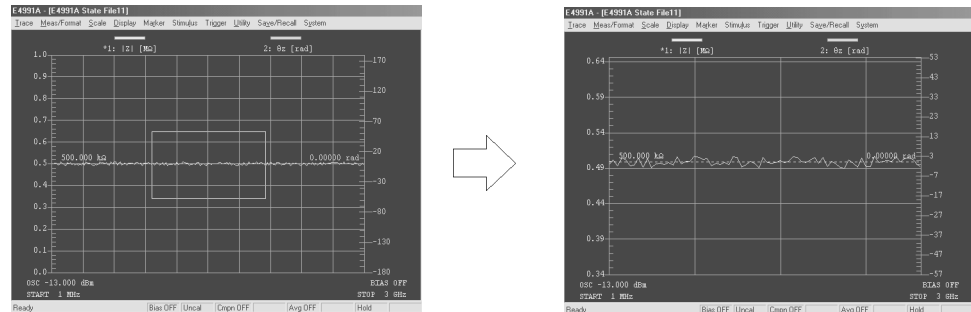 E4991A - [E4991A State File11]
Trace Meas/Format Scale Display Marker Stimulus Trigger Utility Save/Recall System
*1: |Z| [MΩ]
2: θz [rad]
1.0
0.9
0.8
0.7
0.6
0.5
0.4
0.3
0.2
0.1
0.0
500.000 kΩ
0.00000 rad
170
120
70
20
-30
-80
-130
-180
OSC -13.000 dBm
BIAS OFF
START 1 MHz
STOP 3 GHz
Ready
Bias OFF
Uncal
Cmpn OFF
Avg OFF
Hold
E4991A - [E4991A State File11]
Trace Meas/Format Scale Display Marker Stimulus Trigger Utility Save/Recall System
*1: |Z| [MΩ]
2: θz [rad]
0.64
0.59
0.54
0.49
0.44
0.39
0.34
500.000 kΩ
0.00000 rad
53
43
33
23
13
3
-7
-17
-27
-37
-47
-57
OSC -13.000 dBm
BIAS OFF
START 1 MHz
STOP 3 GHz
Ready
Bias OFF
Uncal
Cmpn OFF
Avg OFF
Hold